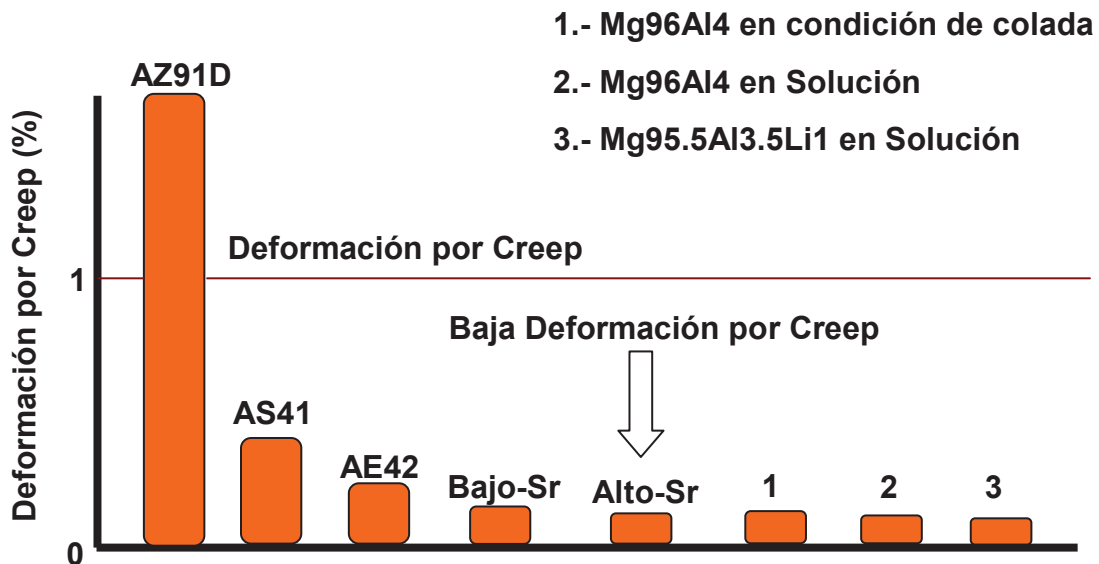 1.- Mg96Al4 en condición de colada
2.- Mg96Al4 en Solución
3.- Mg95.5Al3.5Li1 en Solución
AZ91D
Deformación por Creep (%)
Deformación por Creep
1
Baja Deformación por Creep
AS41
AE42
Bajo-Sr
Alto-Sr
1
2
3
0